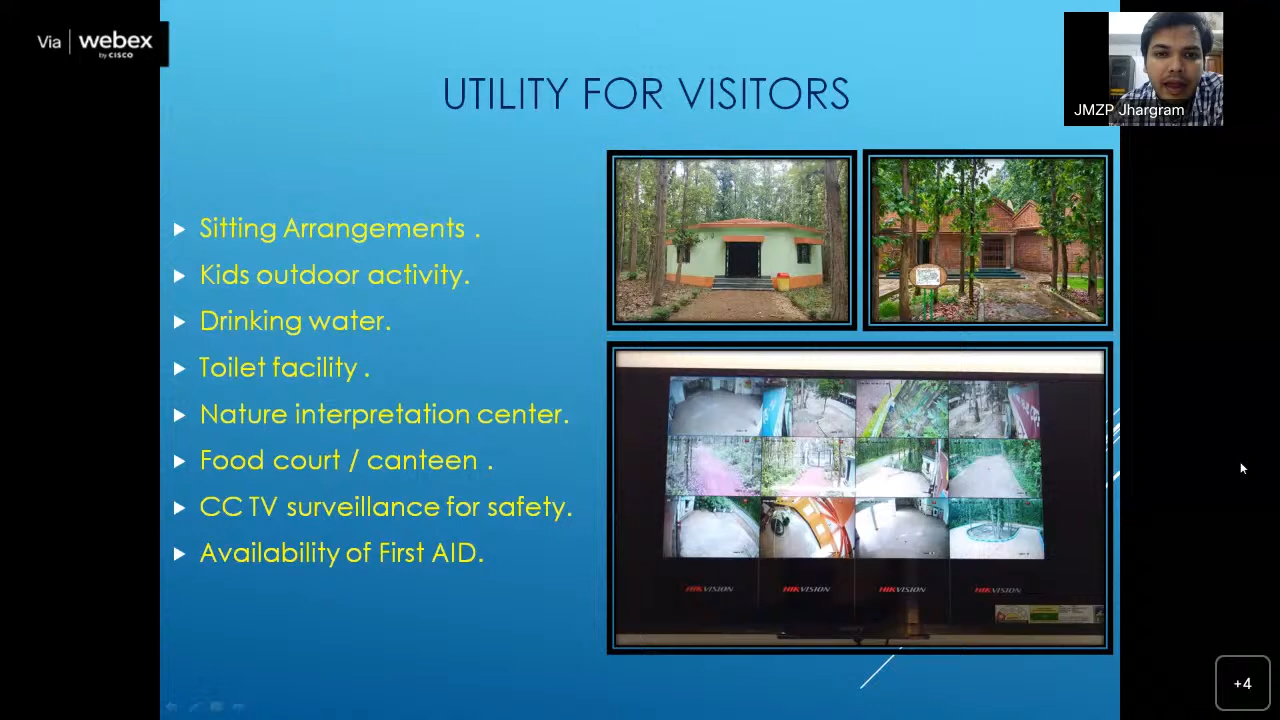 Via webex
by CISCO
UTILITY FOR VISITORS
JMZP Jhargram
Sitting Arrangements .
Kids outdoor activity.
Drinking water.
Toilet facility .
Nature interpretation center.
Food court / canteen .
CC TV surveillance for safety.
Availability of First AID.
HIKVISION HIKVISION HIKVISION HIKVISION
+4